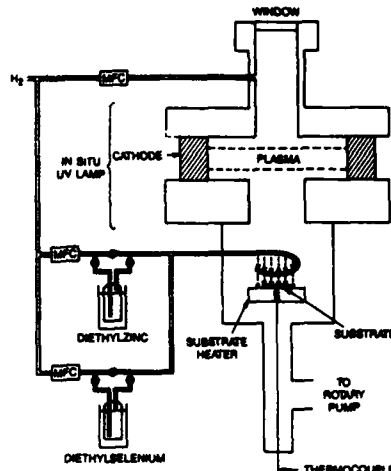 WINDOW
H2
MFC
IN SITU
UV LAMP
CATHODE
PLASMA
MFC
DIETHYLZINC
SUBSTRATE
HEATER
SUBSTRATE
MFC
DIETHYLSELENIUM
TO
ROTARY
PUMP
THERMOCOUPLE